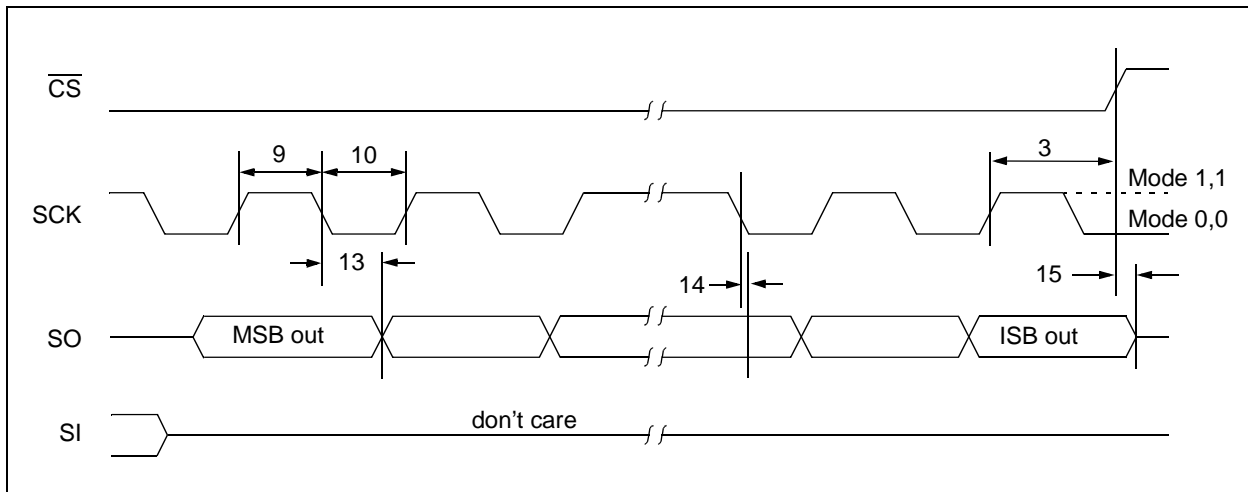 CS
9
10
3
Mode 1,1
SCK
Mode 0,0
13
14
15
SO
MSB out
ISB out
don't care
SI